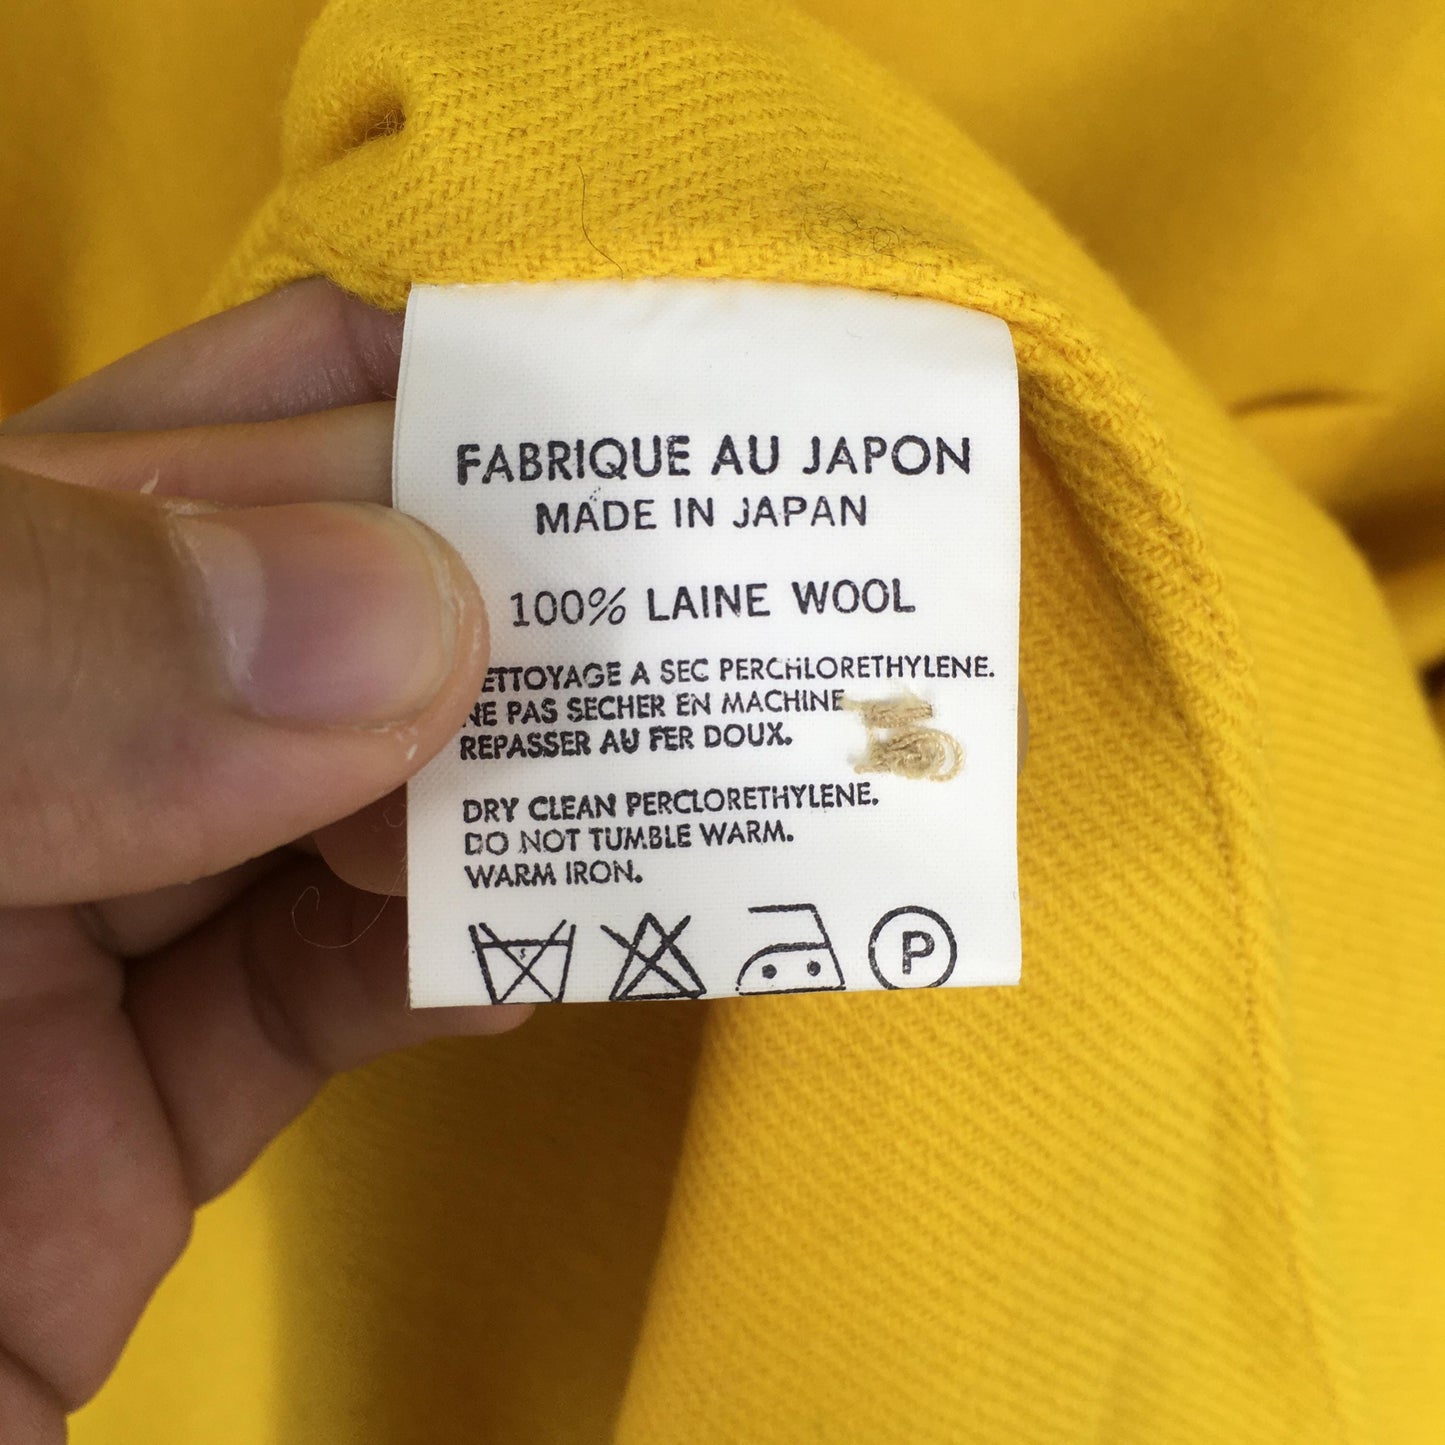 FABRIQUE AU JAPON
MADE IN JAPAN
100% LAINE WOOL
ETTOYAGE A SEC PERCHLORETHYLENE.
NE PAS SECHER EN MACHINE
REPASSER AU FER DOUX.
DRY CLEAN PERCLORETHYLENE.
DO NOT TUMBLE WARM.
WARM IRON.
P